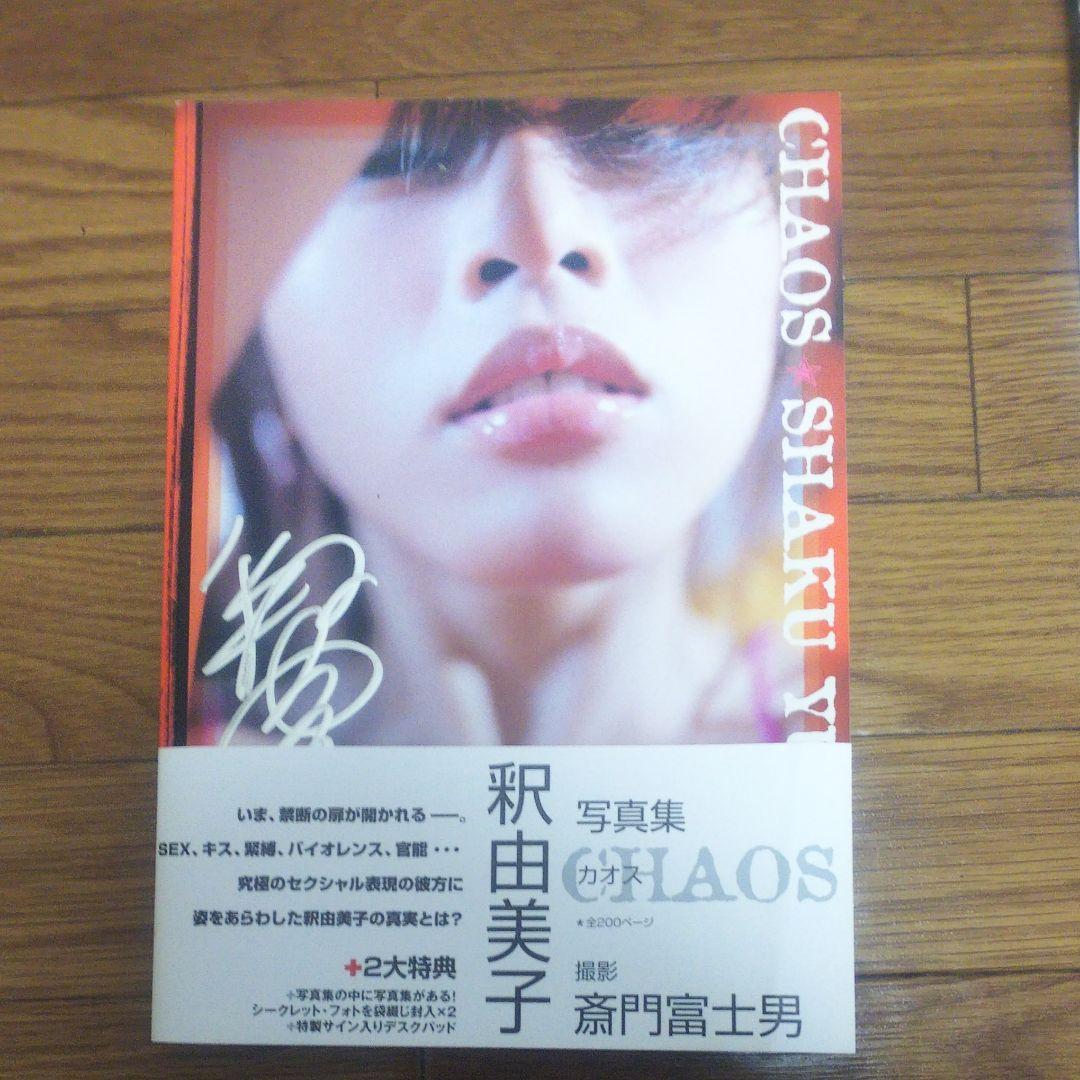 CHAOS ★ SHAKU YU
釈由美子
写真集
CHAOS
カオス
★全200ページ
撮影
斎門富士男
いま、禁断の扉が開かれる──。
SEX、キス、緊縛、バイオレンス、官能・・・
究極のセクシャル表現の彼方に
姿をあらわした釈由美子の真実とは?
+2大特典
+写真集の中に写真集がある!
シークレット・フォトを袋綴じ封入×2
+特製サイン入りデスクパッド